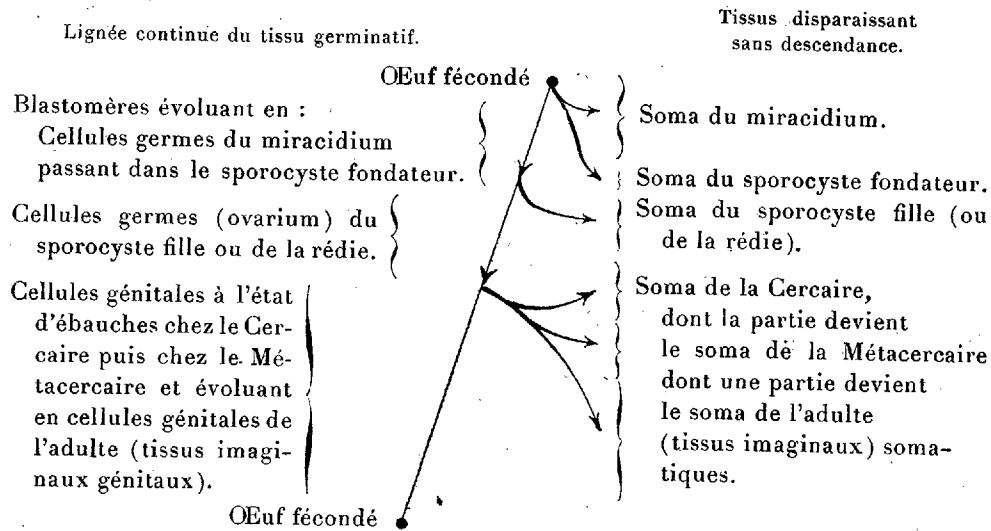 Lignée continue du tissu germinatif.
Tissus disparaissant
sans descendance.
Œuf fécondé
Blastomères évoluant en :
Cellules germes du miracidium
passant dans le sporocyste fondateur.
Cellules germes (ovarium) du
sporocyste fille ou de la rédie.
Cellules génitales à l'état
d'ébauches chez le Cer-
caire puis chez le Mé-
tacercaire et évoluant
en cellules génitales de
l'adulte (tissus imagi-
naux génitaux).
Œuf fécondé
Soma du miracidium.
Soma du sporocyste fondateur.
Soma du sporocyste fille (ou
de la rédie).
Soma de la Cercaire,
dont la partie devient
le soma de la Métacercaire
dont une partie devient
le soma de l'adulte
(tissus imaginaux) soma-
tiques.